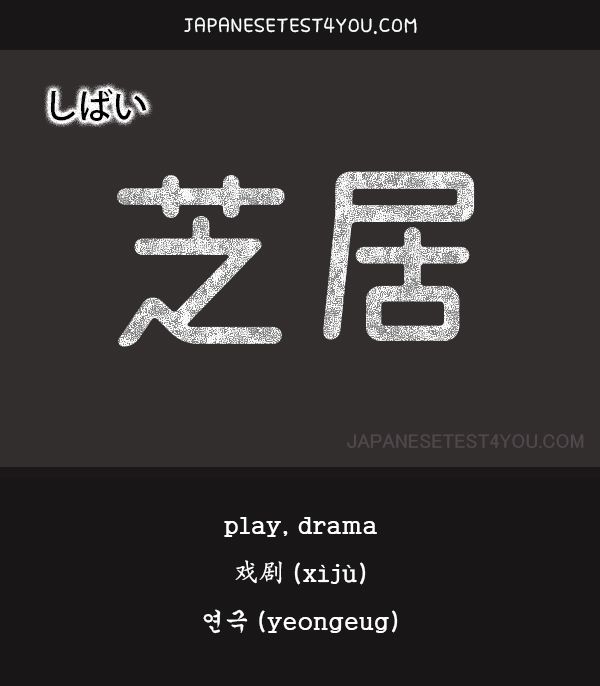 JAPANESETEST4YOU.COM
しばい
芝居
JAPANESETEST4YOU.COM
play, drama
戏剧 (xìjù)
연극 (yeongeug)